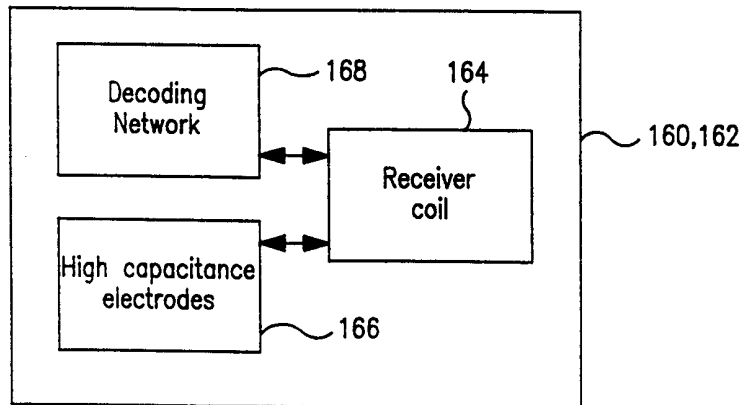 168
Decoding
Network
164
160,162
Receiver
coil
High capacitance
electrodes
166